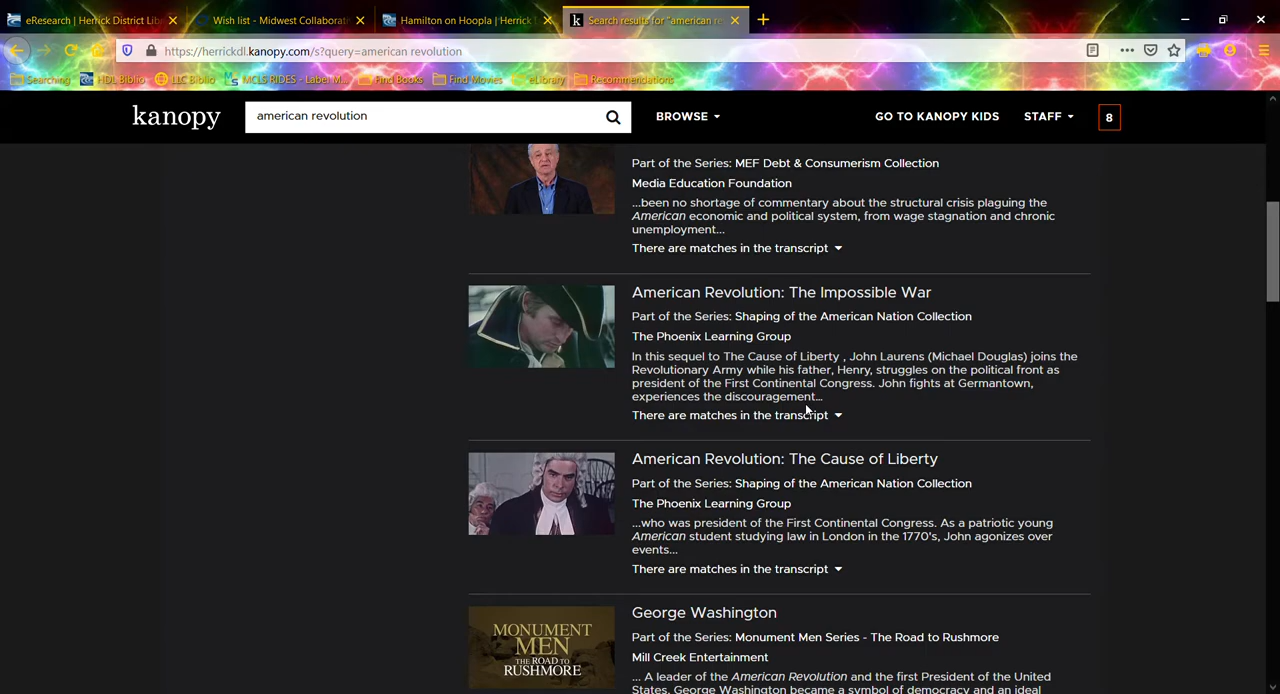 eResearch | Herrick District Lib
Wish list - Midwest Collaborati
Hamilton on Hoopla | Herrick
k Search results for "american re
https://herrickdl.kanopy.com/s?query=american revolution
Searching
HDL Biblio
LLC Biblio
MCLS RIDES - Label M...
Find Books
Find Movies
eLibrary
Recommendations
kanopy
american revolution
BROWSE
GO TO KANOPY KIDS
STAFF
8
Part of the Series: MEF Debt & Consumerism Collection
Media Education Foundation
...been no shortage of commentary about the structural crisis plaguing the
American economic and political system, from wage stagnation and chronic
unemployment...
There are matches in the transcript
American Revolution: The Impossible War
Part of the Series: Shaping of the American Nation Collection
The Phoenix Learning Group
In this sequel to The Cause of Liberty , John Laurens (Michael Douglas) joins the
Revolutionary Army while his father, Henry, struggles on the political front as
president of the First Continental Congress. John fights at Germantown,
experiences the discouragement...
There are matches in the transcript
American Revolution: The Cause of Liberty
Part of the Series: Shaping of the American Nation Collection
The Phoenix Learning Group
...who was president of the First Continental Congress. As a patriotic young
American student studying law in London in the 1770's, John agonizes over
events...
There are matches in the transcript
MONUMENT
MEN
THE ROAD TO
RUSHMORE
George Washington
Part of the Series: Monument Men Series - The Road to Rushmore
Mill Creek Entertainment
... A leader of the American Revolution and the first President of the United
States, George Washington became a symbol of democracy and an ideal